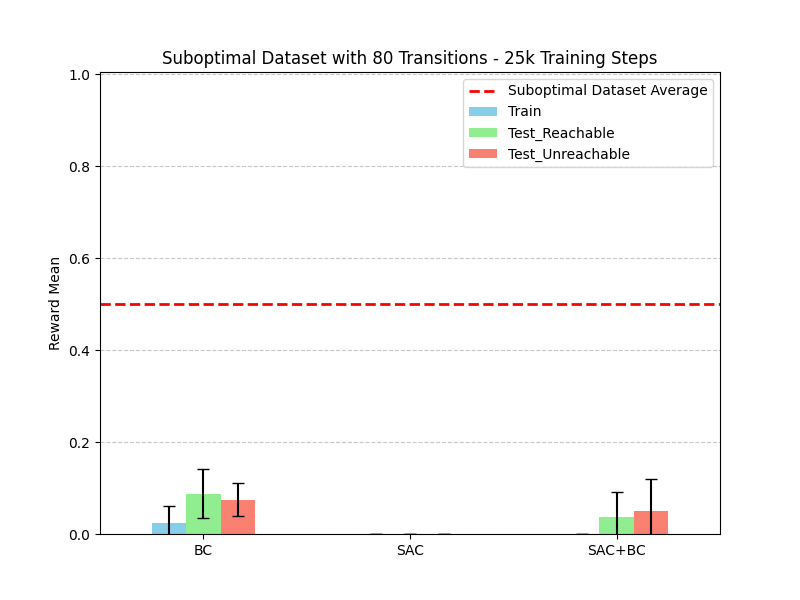 Suboptimal Dataset with 80 Transitions - 25k Training Steps
Suboptimal Dataset Average
Train
Test_Reachable
Test_Unreachable
Reward Mean
1.0
0.8
0.6
0.4
0.2
0.0
BC
SAC
SAC+BC